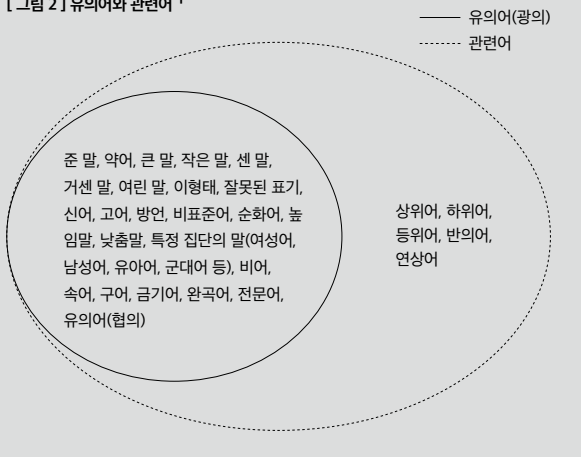 [ 그림 2 ] 유의어와 관련어
유의어(광의)
관련어
준 말, 약어, 큰 말, 작은 말, 센 말,
거센 말, 여린 말, 이형태, 잘못된 표기,
신어, 고어, 방언, 비표준어, 순화어, 높
임말, 낮춤말, 특정 집단의 말(여성어,
남성어, 유아어, 군대어 등), 비어,
속어, 구어, 금기어, 완곡어, 전문어,
유의어(협의)
상위어, 하위어,
등위어, 반의어,
연상어